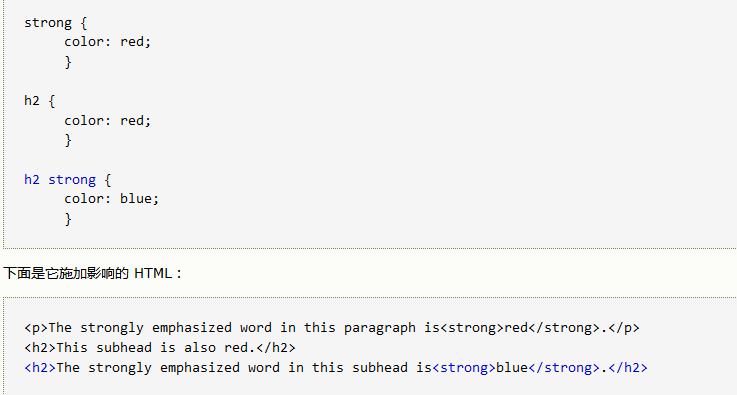 strong {
     color: red;
     }
h2 {
     color: red;
     }
h2 strong {
     color: blue;
     }
下面是它施加影响的 HTML：
<p>The strongly emphasized word in this paragraph is<strong>red</strong>.</p>
<h2>This subhead is also red.</h2>
<h2>The strongly emphasized word in this subhead is<strong>blue</strong>.</h2>